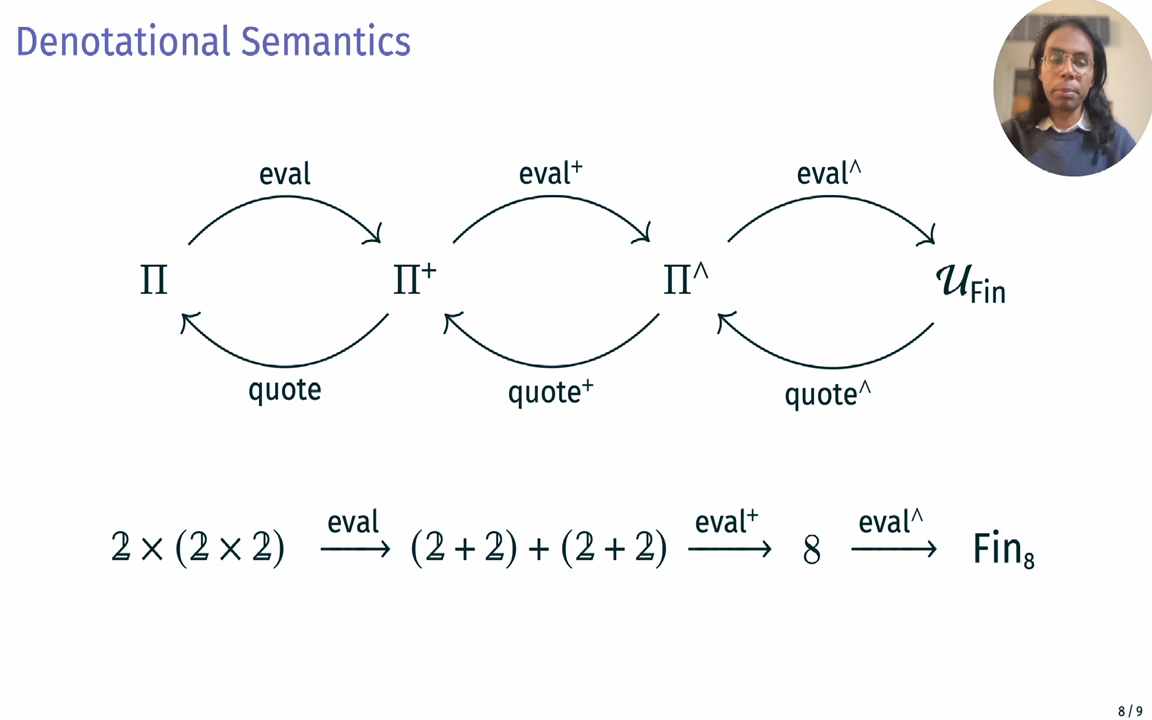 Denotational Semantics
eval eval⁺ eval^
Π Π⁺ Π^ 𝒰Fin
quote quote⁺ quote^
𝟚 × (𝟚 × 𝟚) eval (𝟚 + 𝟚) + (𝟚 + 𝟚) eval⁺ 8 eval^ Fin₈
8 / 9